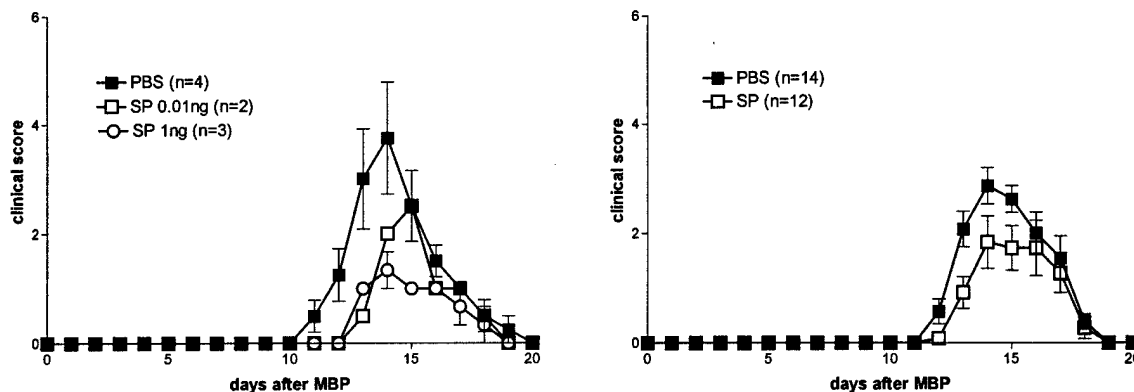 6
4
2
0
clinical score
PBS (n=4)
SP 0.01ng (n=2)
SP 1ng (n=3)
0 5 10 15 20
days after MBP
6
4
2
0
clinical score
PBS (n=14)
SP (n=12)
0 5 10 15 20
days after MBP